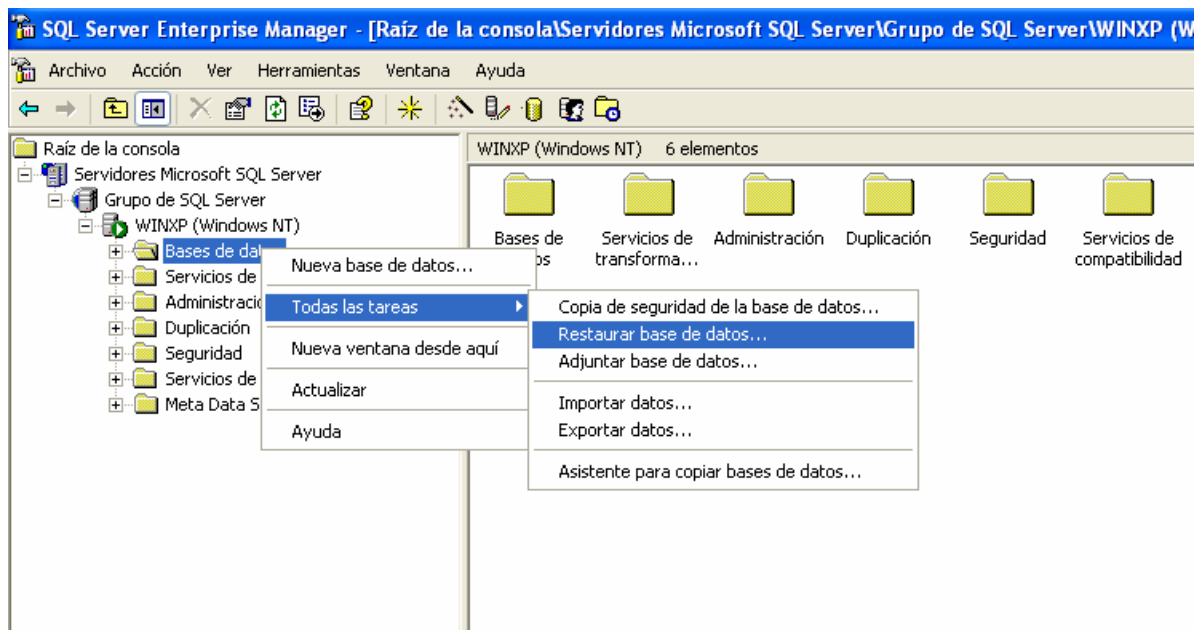 SQL Server Enterprise Manager - [Raíz de la consola\Servidores Microsoft SQL Server\Grupo de SQL Server\WINXP (W
Archivo Acción Ver Herramientas Ventana Ayuda
Raíz de la consola
Servidores Microsoft SQL Server
Grupo de SQL Server
WINXP (Windows NT)
Bases de dat
Servicios de
Administració
Duplicación
Seguridad
Servicios de
Meta Data S
WINXP (Windows NT) 6 elementos
Bases de
os
Servicios de
transforma...
Administración
Duplicación
Seguridad
Servicios de
compatibilidad
Nueva base de datos...
Todas las tareas
Nueva ventana desde aquí
Actualizar
Ayuda
Copia de seguridad de la base de datos...
Restaurar base de datos...
Adjuntar base de datos...
Importar datos...
Exportar datos...
Asistente para copiar bases de datos...